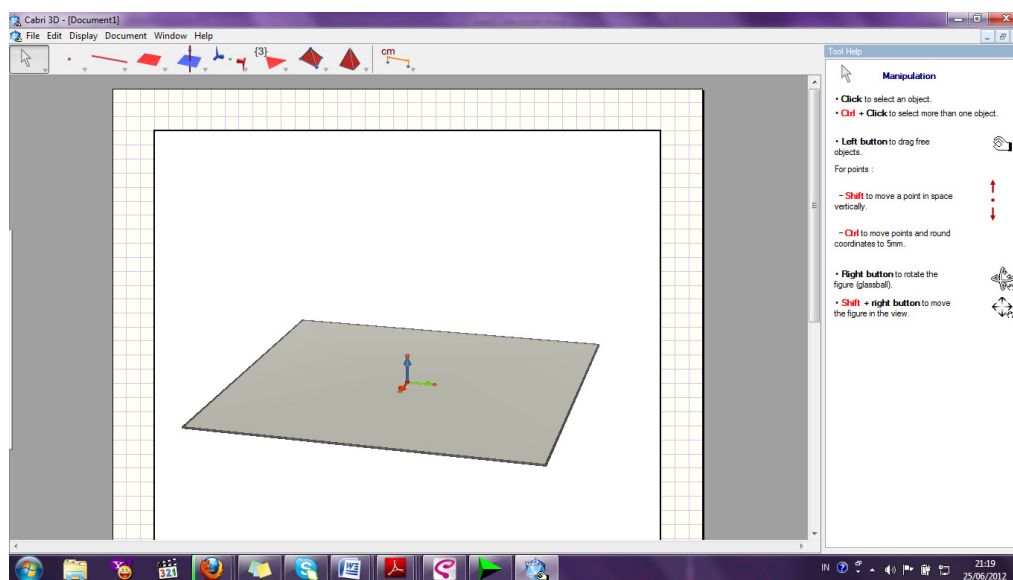 Cabri 3D - [Document1]
File Edit Display Document Window Help
{3}
cm
Tool Help
Manipulation
• Click to select an object.
• Ctrl + Click to select more than one object.
• Left button to drag free
objects.
For points :
- Shift to move a point in space
vertically.
- Ctrl to move points and round
coordinates to 5mm.
• Right button to rotate the
figure (glassball).
• Shift + right button to move
the figure in the view.
321
IN
21:19
25/06/2012